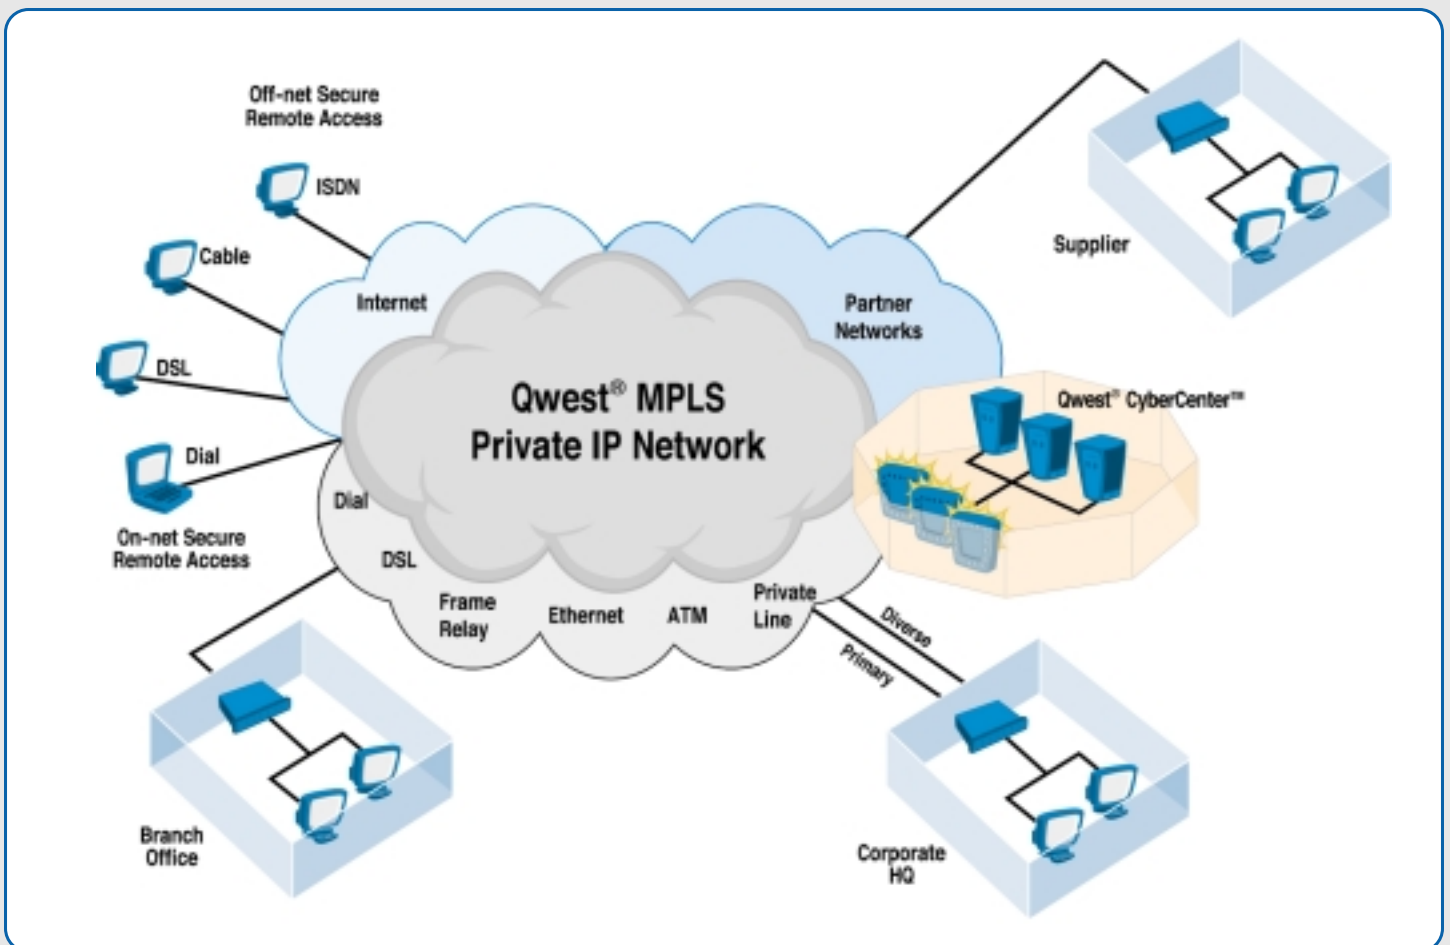 Off-net Secure
Remote Access
ISDN
Cable
DSL
Dial
On-net Secure
Remote Access
Internet
Partner
Networks
Supplier
Qwest® MPLS
Private IP Network
Qwest® CyberCenter™
Dial
DSL
Frame
Relay
Ethernet
ATM
Private
Line
Diverse
Primary
Branch
Office
Corporate
HQ